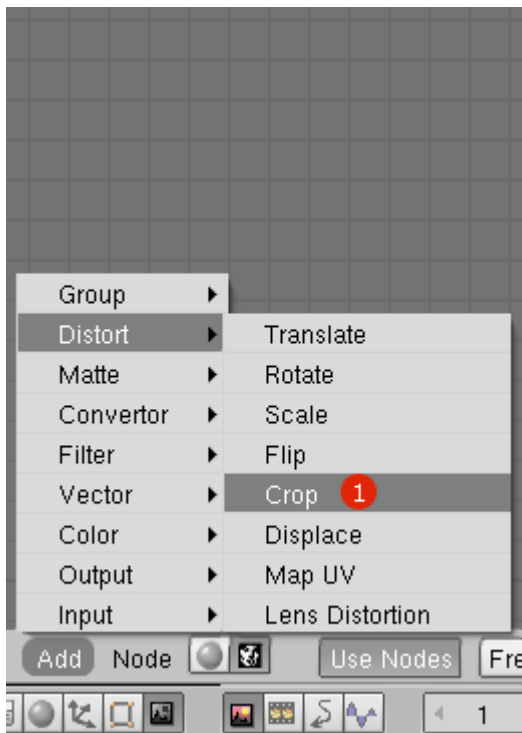 Group
Distort
Matte
Convertor
Filter
Vector
Color
Output
Input
Translate
Rotate
Scale
Flip
Crop 1
Displace
Map UV
Lens Distortion
Add Node Use Nodes Fre
1